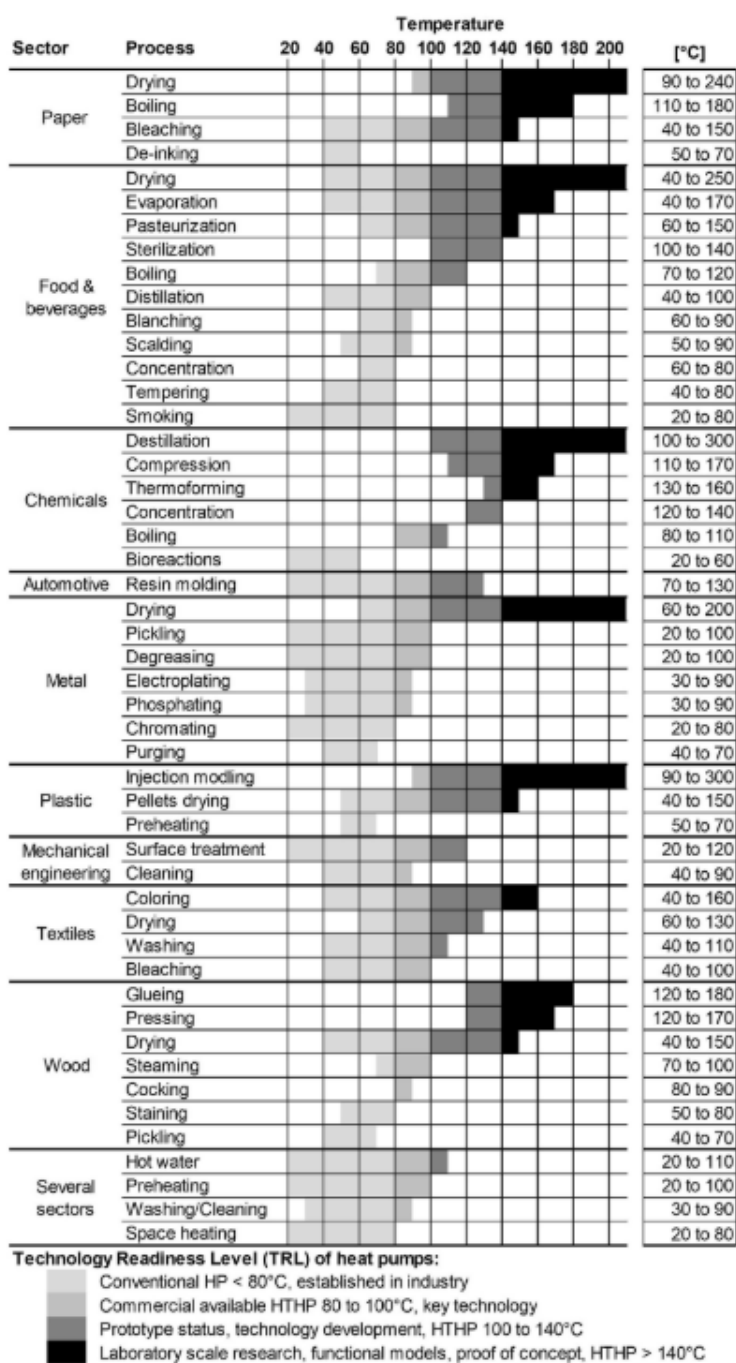 Temperature
Sector Process 20 40 60 80 100 120 140 160 180 200 [°C]
Paper
Drying 90 to 240
Boiling 110 to 180
Bleaching 40 to 150
De-inking 50 to 70
Food & beverages
Drying 40 to 250
Evaporation 40 to 170
Pasteurization 60 to 150
Sterilization 100 to 140
Boiling 70 to 120
Distillation 40 to 100
Blanching 60 to 90
Scalding 50 to 90
Concentration 60 to 80
Tempering 40 to 80
Smoking 20 to 80
Chemicals
Destillation 100 to 300
Compression 110 to 170
Thermoforming 130 to 160
Concentration 120 to 140
Boiling 80 to 110
Bioreactions 20 to 60
Automotive Resin molding 70 to 130
Metal
Drying 60 to 200
Pickling 20 to 100
Degreasing 20 to 100
Electroplating 30 to 90
Phosphating 30 to 90
Chromating 20 to 80
Purging 40 to 70
Plastic
Injection modling 90 to 300
Pellets drying 40 to 150
Preheating 50 to 70
Mechanical engineering
Surface treatment 20 to 120
Cleaning 40 to 90
Textiles
Coloring 40 to 160
Drying 60 to 130
Washing 40 to 110
Bleaching 40 to 100
Wood
Glueing 120 to 180
Pressing 120 to 170
Drying 40 to 150
Steaming 70 to 100
Cocking 80 to 90
Staining 50 to 80
Pickling 40 to 70
Several sectors
Hot water 20 to 110
Preheating 20 to 100
Washing/Cleaning 30 to 90
Space heating 20 to 80
Technology Readiness Level (TRL) of heat pumps:
Conventional HP < 80°C, established in industry
Commercial available HTHP 80 to 100°C, key technology
Prototype status, technology development, HTHP 100 to 140°C
Laboratory scale research, functional models, proof of concept, HTHP > 140°C